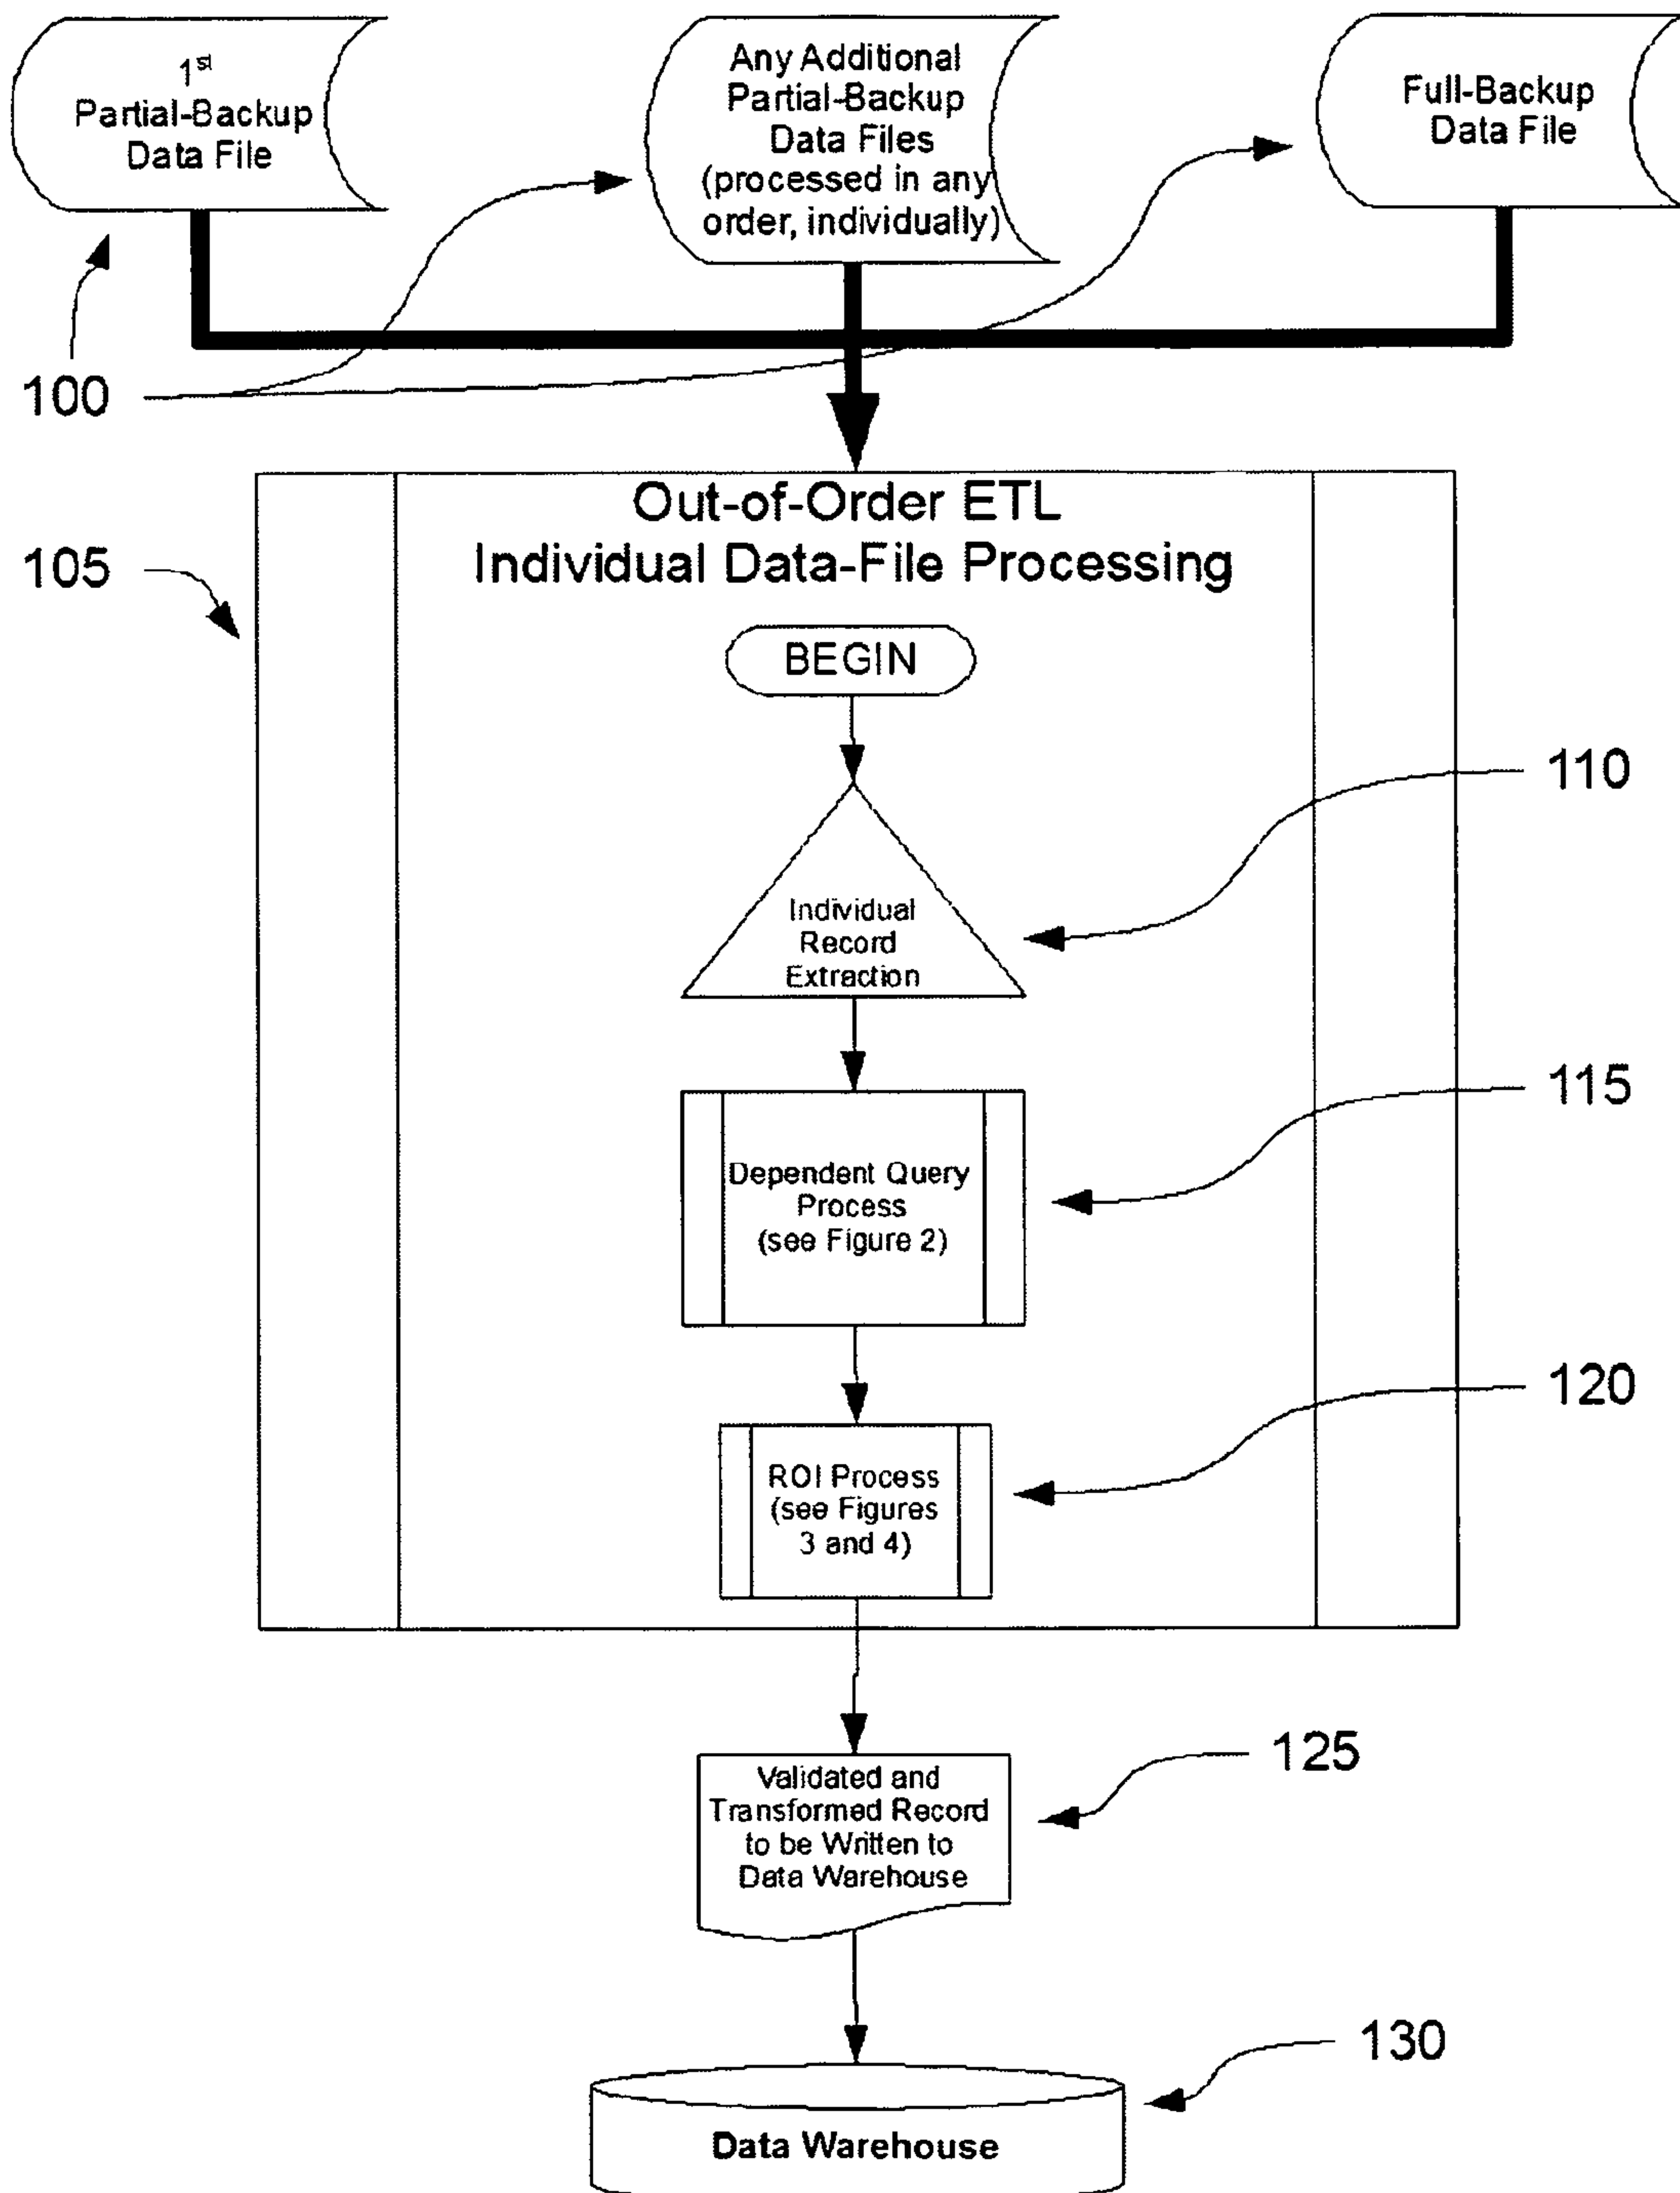 1st
Partial-Backup
Data File
Any Additional
Partial-Backup
Data Files
(processed in any
order, individually)
Full-Backup
Data File
100
Out-of-Order ETL
Individual Data-File Processing
105
BEGIN
110
Individual
Record
Extraction
115
Dependent Query
Process
(see Figure 2)
120
ROI Process
(see Figures
3 and 4)
125
Validated and
Transformed Record
to be Written to
Data Warehouse
130
Data Warehouse